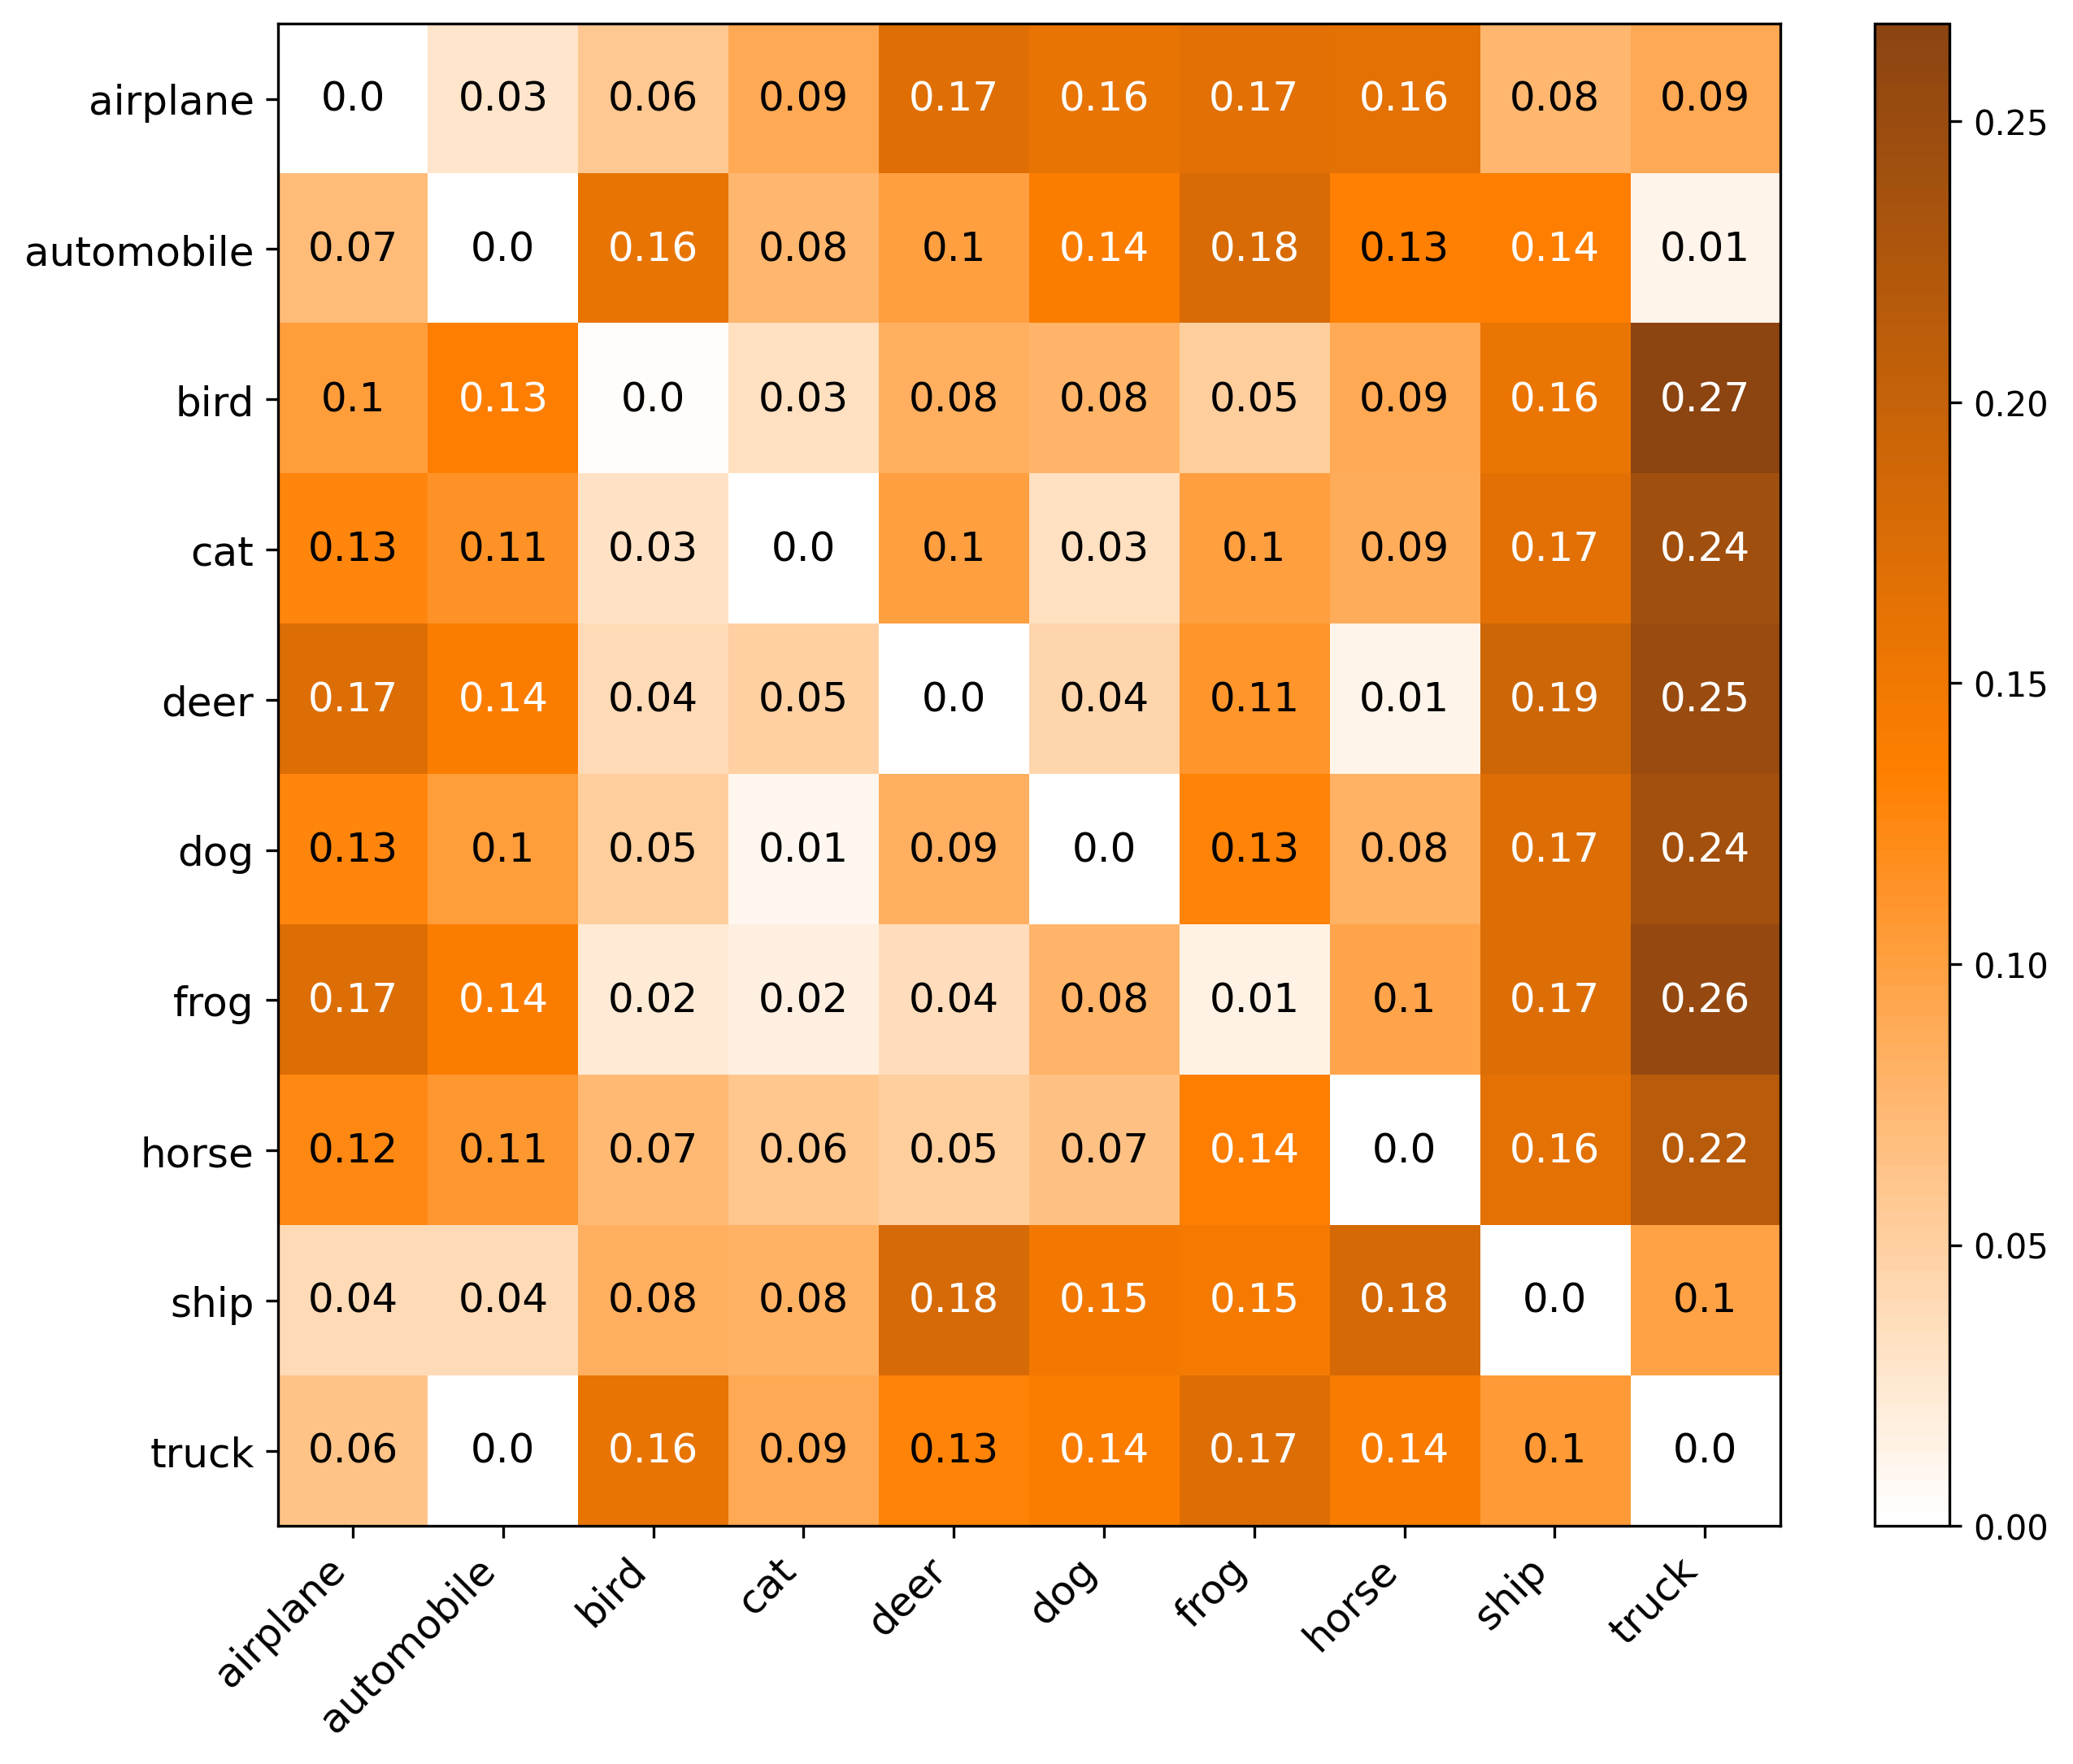 airplane 0.0 0.03 0.06 0.09 0.17 0.16 0.17 0.16 0.08 0.09
automobile 0.07 0.0 0.16 0.08 0.1 0.14 0.18 0.13 0.14 0.01
bird 0.1 0.13 0.0 0.03 0.08 0.08 0.05 0.09 0.16 0.27
cat 0.13 0.11 0.03 0.0 0.1 0.03 0.1 0.09 0.17 0.24
deer 0.17 0.14 0.04 0.05 0.0 0.04 0.11 0.01 0.19 0.25
dog 0.13 0.1 0.05 0.01 0.09 0.0 0.13 0.08 0.17 0.24
frog 0.17 0.14 0.02 0.02 0.04 0.08 0.01 0.1 0.17 0.26
horse 0.12 0.11 0.07 0.06 0.05 0.07 0.14 0.0 0.16 0.22
ship 0.04 0.04 0.08 0.08 0.18 0.15 0.15 0.18 0.0 0.1
truck 0.06 0.0 0.16 0.09 0.13 0.14 0.17 0.14 0.1 0.0
airplane automobile bird cat deer dog frog horse ship truck
0.25
0.20
0.15
0.10
0.05
0.00